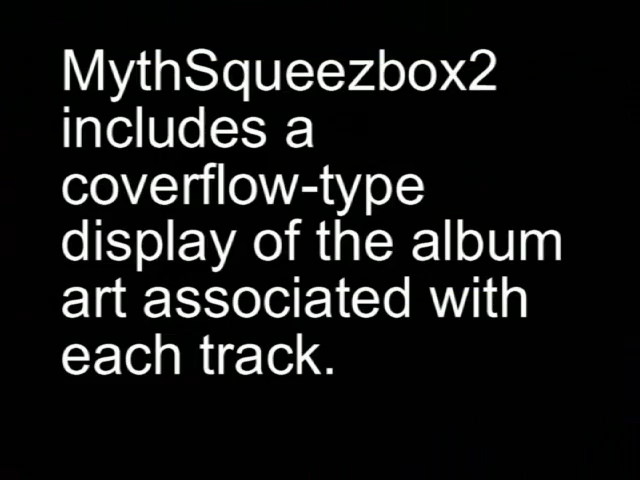 MythSqueezbox2
includes a
coverflow-type
display of the album
art associated with
each track.